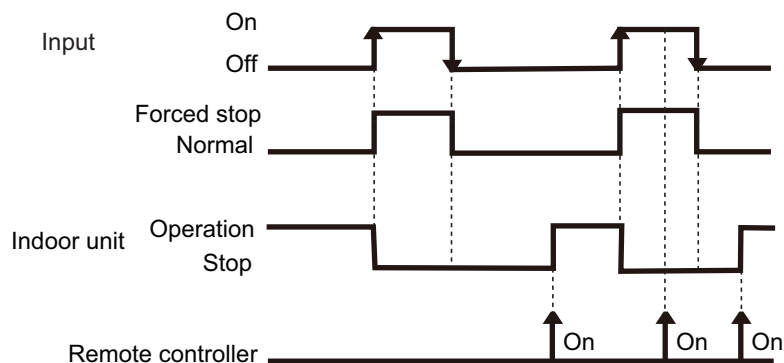 On
Input
Off
Forced stop
Normal
Operation
Indoor unit
Stop
On
On
On
Remote controller